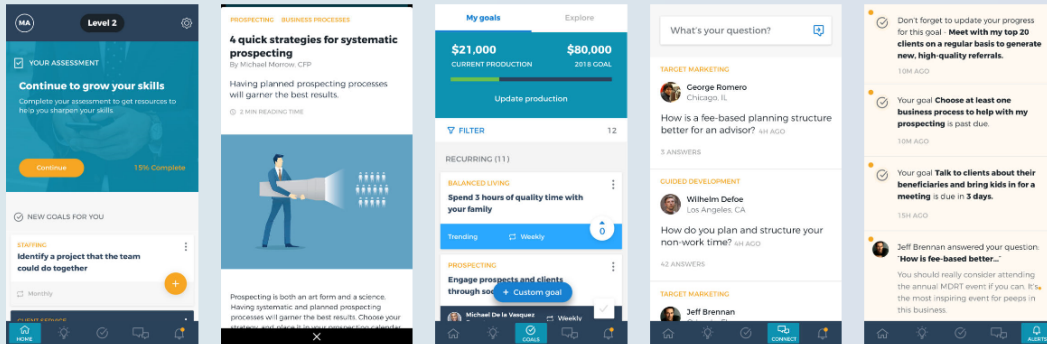 MA
Level 2
YOUR ASSESSMENT
Continue to grow your skills
Complete your assessment to get resources to
help you sharpen your skills
Continue
15% Complete
NEW GOALS FOR YOU
STAFFING
Identify a project that the team
could do together
+
Monthly
CLIENT SERVICE
HOME
PROSPECTING BUSINESS PROCESSES
4 quick strategies for systematic
prospecting
By Michael Morrow, CFP
Having planned prospecting processes
will garner the best results.
2 MIN READING TIME
Prospecting is both an art form and a science.
Having systematic and planned prospecting
processes will garner the best results. Choose your
strategy and place it in your prospecting calendar
My goals
Explore
$21,000
$80,000
CURRENT PRODUCTION
2018 GOAL
Update production
FILTER
12
RECURRING (11)
BALANCED LIVING
Spend 3 hours of quality time with
your family
0
Trending
Weekly
PROSPECTING
Engage prospects and clients
through
+ Custom goal
Michael De le Vasquez
Weekly
GOALS
What's your question?
TARGET MARKETING
George Romero
Chicago, IL
How is a fee-based planning structure
better for an advisor? 4H AGO
3 ANSWERS
GUIDED DEVELOPMENT
Wilhelm Defoe
Los Angeles, CA
How do you plan and structure your
non-work time? 4H AGO
42 ANSWERS
TARGET MARKETING
Jeff Brennan
CONNECT
Don't forget to update your progress
for this goal - Meet with my top 20
clients on a regular basis to generate
new, high-quality referrals.
10M AGO
Your goal Choose at least one
business process to help with my
prospecting is past due.
10M AGO
Your goal Talk to clients about their
beneficiaries and bring kids in for a
meeting is due in 3 days.
15H AGO
Jeff Brennan answered your question:
"How is fee-based better..."
You should really consider attending
the annual MDRT event if you can. It's
the most inspiring event for peeps in
this business.
ALERTS